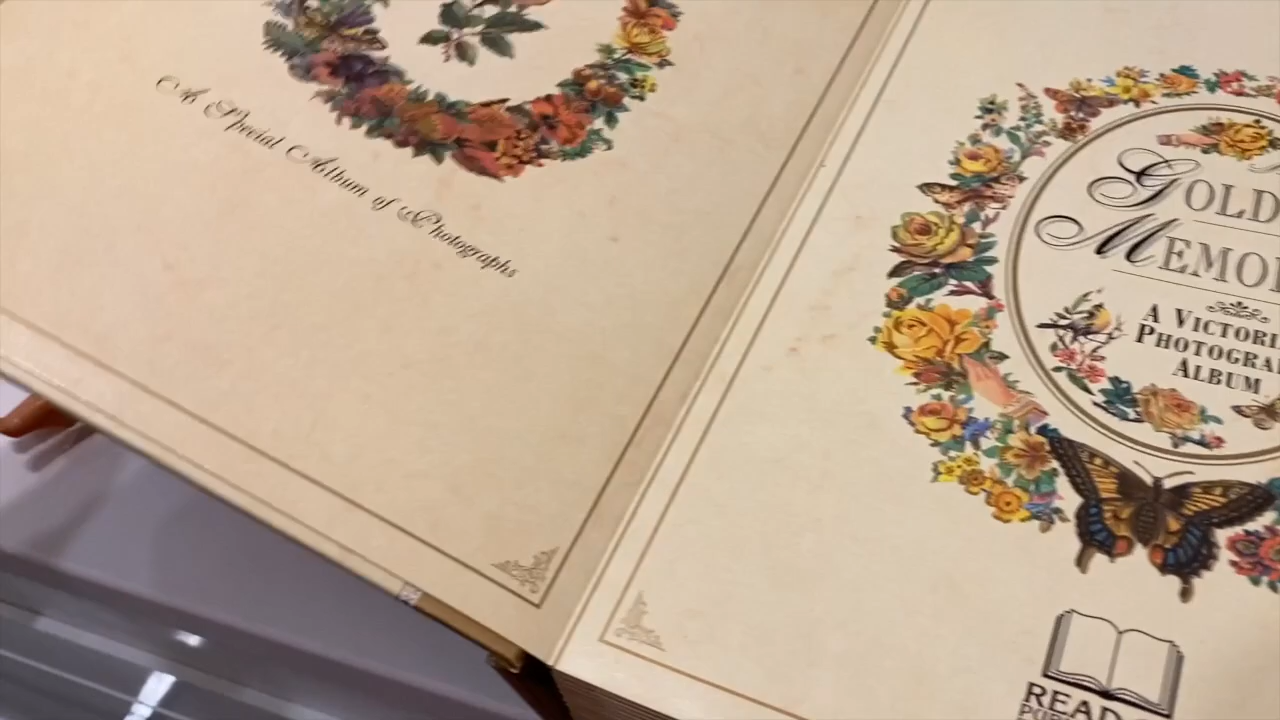 A Special Album of Photographs
GOLD
MEMO
A VICTORI
PHOTOGRA
ALBUM
READ